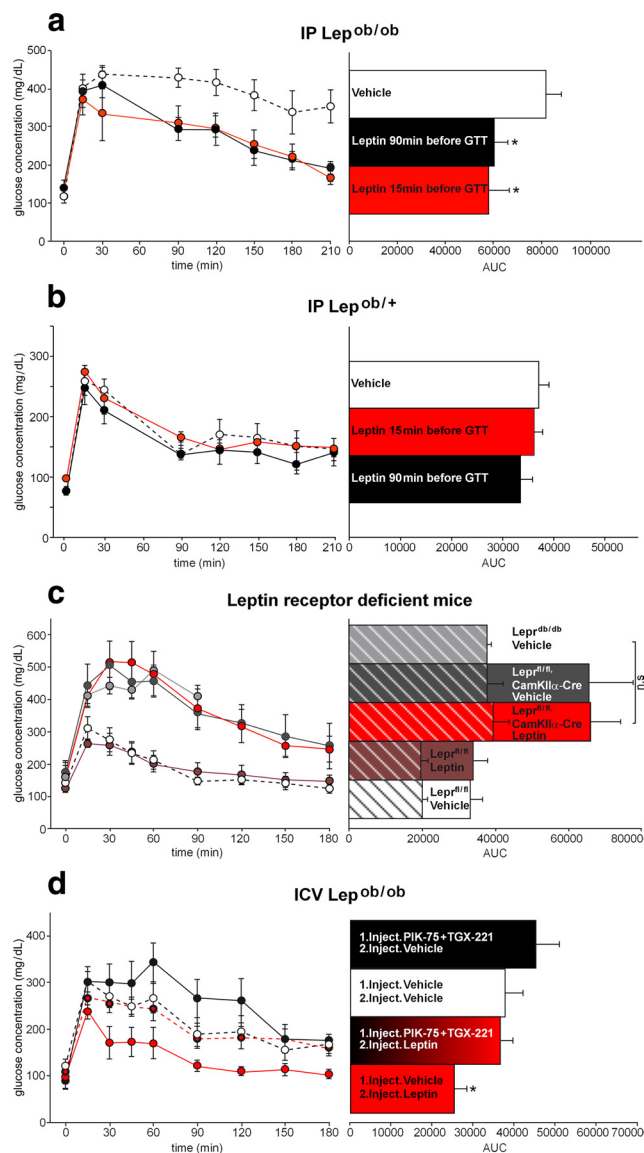 a
IP Lep ob/ob
glucose concentration (mg/dL)
500
400
300
200
100
0
0 30 60 90 120 150 180 210
time (min)
Vehicle
Leptin 90min before GTT
*
Leptin 15min before GTT
*
0 20000 40000 60000 80000 100000
AUC
b
IP Lep ob/+
glucose concentration (mg/dL)
300
200
100
0
0 30 60 90 120 150 180 210
time (min)
Vehicle
Leptin 15min before GTT
Leptin 90min before GTT
0 10000 20000 30000 40000 50000
AUC
c
Leptin receptor deficient mice
glucose concentration (mg/dL)
600
500
400
300
200
100
0
0 30 60 90 120 150 180
time (min)
Lepr db/db
Vehicle
Lepr fl/fl,
CamKIIα-Cre
Vehicle
Lepr fl/fl,
CamKIIα-Cre
Leptin
Lepr fl/fl
Leptin
Lepr fl/fl
Vehicle
n.s
0 20000 40000 60000 80000
AUC
d
ICV Lep ob/ob
glucose concentration (mg/dL)
400
300
200
100
0
0 30 60 90 120 150 180
time (min)
1.Inject.PIK-75+TGX-221
2.Inject.Vehicle
1.Inject.Vehicle
2.Inject.Vehicle
1.Inject.PIK-75+TGX-221
2.Inject.Leptin
1.Inject.Vehicle
2.Inject.Leptin
*
0 10000 20000 30000 40000 50000 60000 70000
AUC